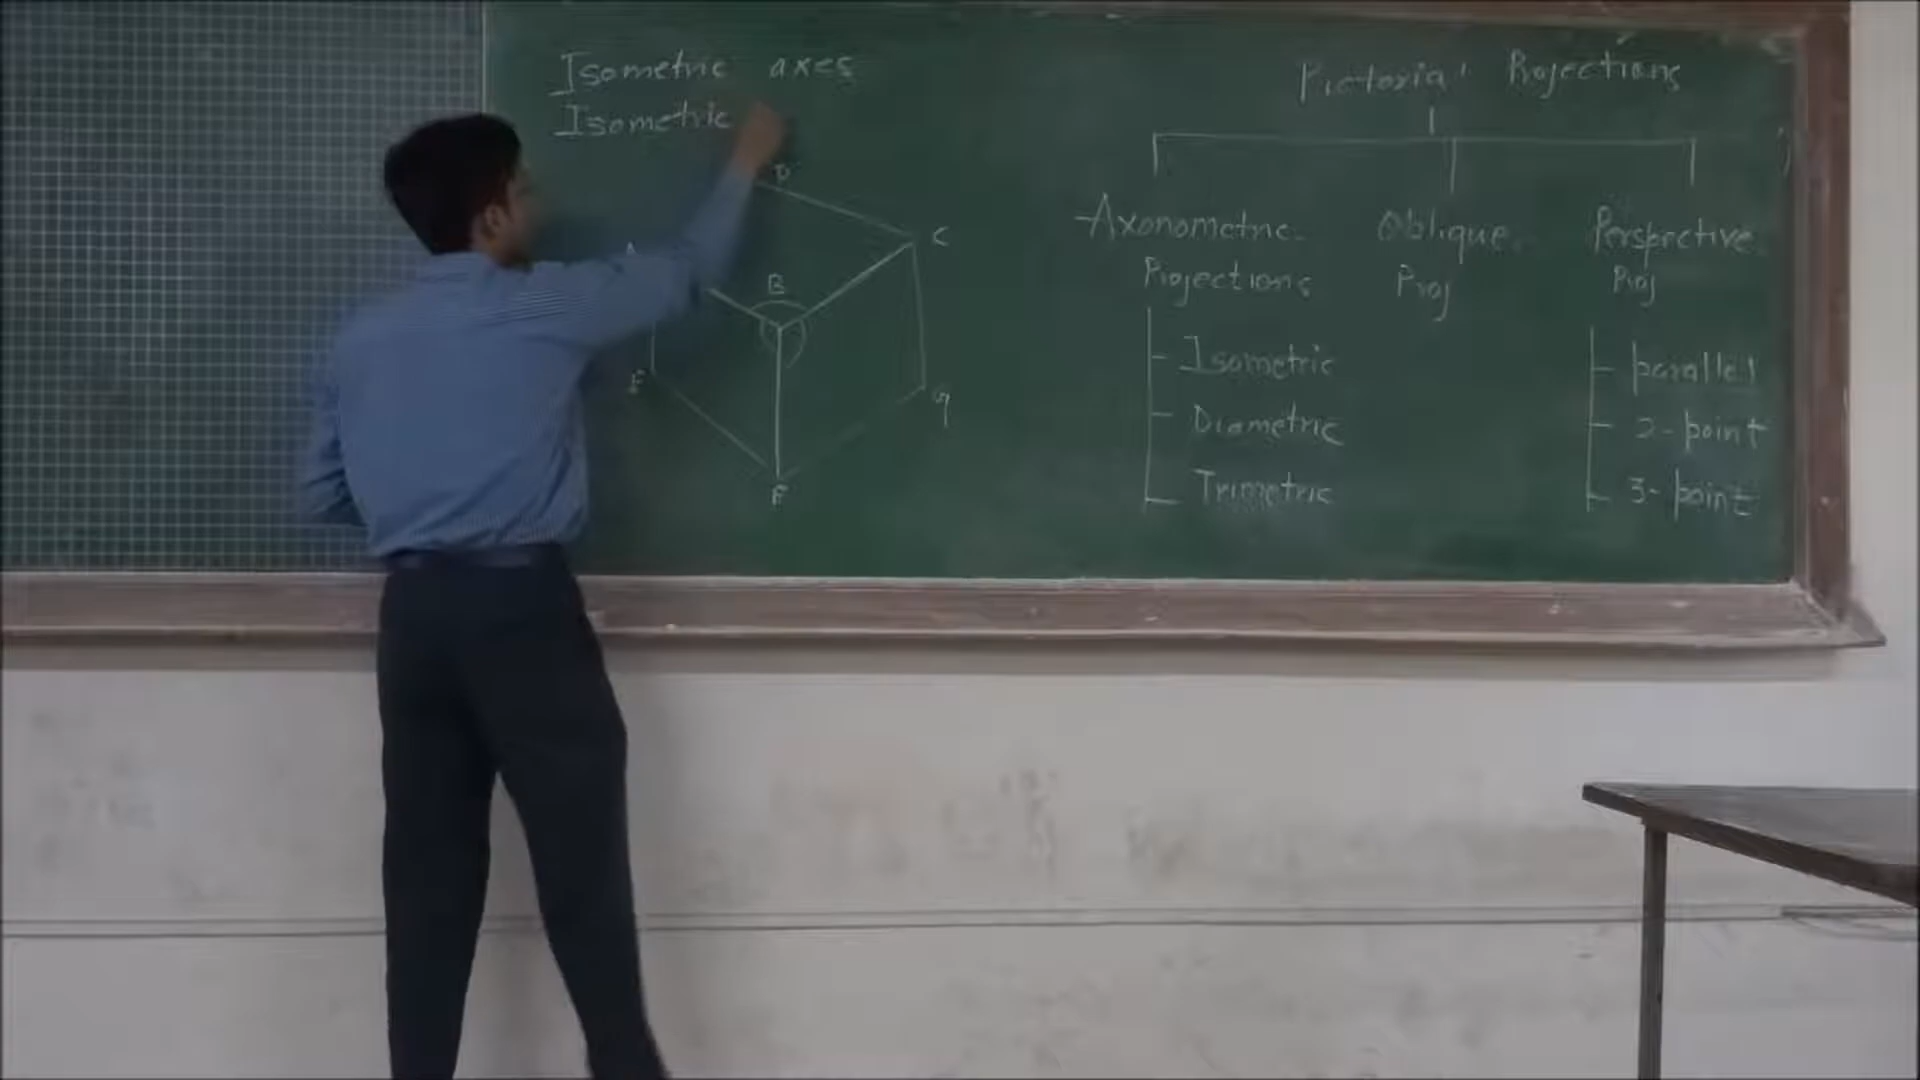 Isometric axes
Isometric
D
A
C
B
E
G
F
Pictorial Projections
Axonometric Projections
Isometric
Diametric
Trimetric
Oblique Proj
Perspective Proj
parallel
2-point
3-point